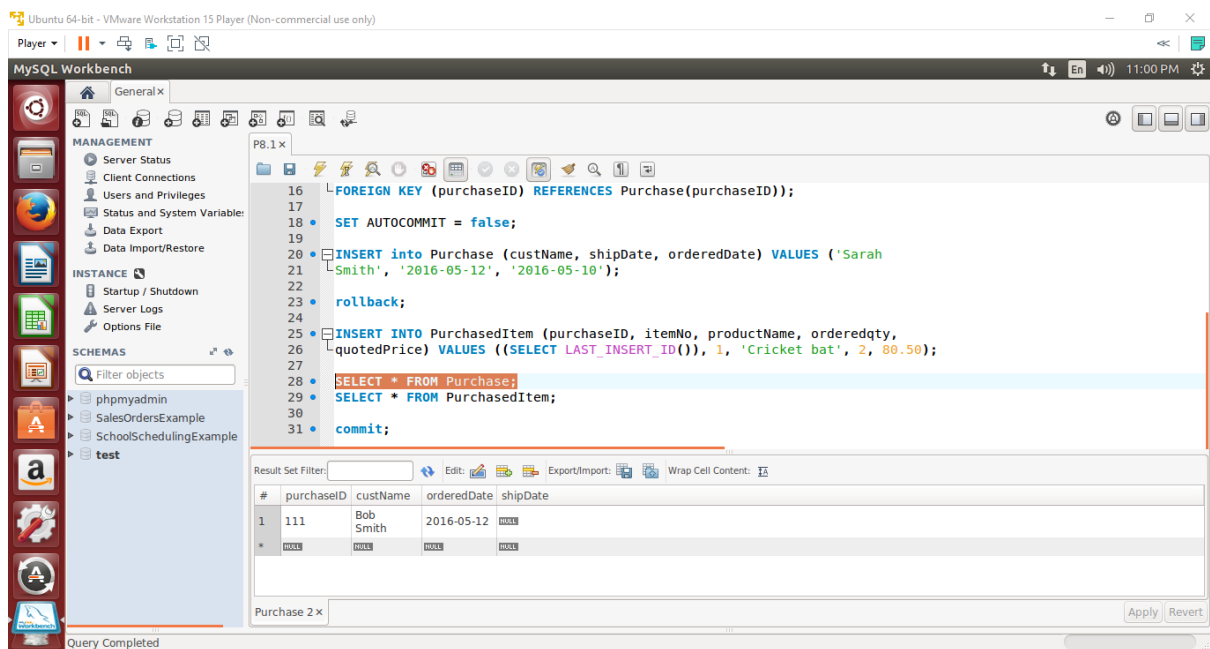 Ubuntu 64-bit - VMware Workstation 15 Player (Non-commercial use only)
Player
MySQL Workbench
En
11:00 PM
General
MANAGEMENT
Server Status
Client Connections
Users and Privileges
Status and System Variables
Data Export
Data Import/Restore
INSTANCE
Startup / Shutdown
Server Logs
Options File
SCHEMAS
Filter objects
phpmyadmin
SalesOrdersExample
SchoolSchedulingExample
test
P8.1
16 FOREIGN KEY (purchaseID) REFERENCES Purchase(purchaseID));
17
18 SET AUTOCOMMIT = false;
19
20 INSERT into Purchase (custName, shipDate, orderedDate) VALUES ('Sarah
21 Smith', '2016-05-12', '2016-05-10');
22
23 rollback;
24
25 INSERT INTO PurchasedItem (purchaseID, itemNo, productName, orderedqty,
26 quotedPrice) VALUES ((SELECT LAST_INSERT_ID()), 1, 'Cricket bat', 2, 80.50);
27
28 SELECT * FROM Purchase;
29 SELECT * FROM PurchasedItem;
30
31 commit;
Result Set Filter: Edit: Export/Import: Wrap Cell Content:
# purchaseID custName orderedDate shipDate
1 111 Bob Smith 2016-05-12 NULL
* NULL NULL NULL NULL
Purchase 2
Apply Revert
Query Completed